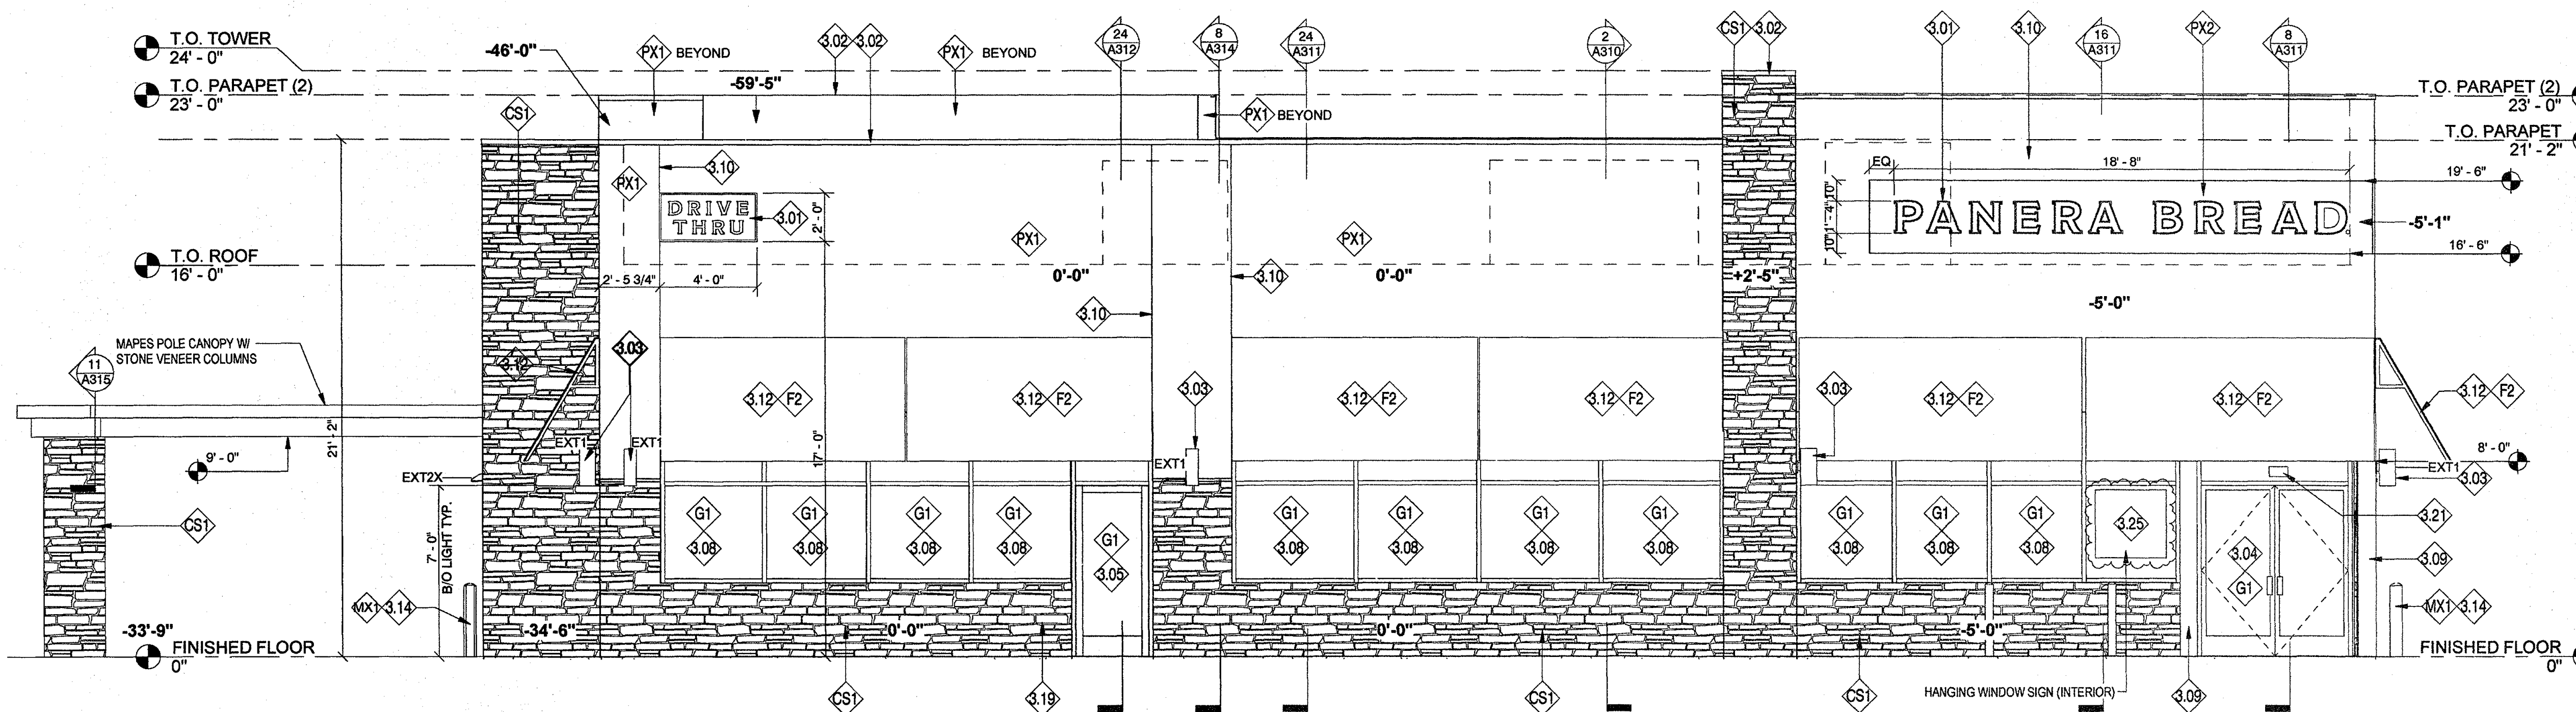 T.O. TOWER
24' - 0"
T.O. PARAPET (2)
23' - 0"
T.O. ROOF
16' - 0"
MAPES POLE CANOPY W/
STONE VENEER COLUMNS
11
A315
9' - 0"
CS1
-33'-9"
FINISHED FLOOR
0"
21' - 2"
EXT2X
7' - 0"
B/O LIGHT TYP.
MX1 3.14
-46'-0"
CS1
PX1 BEYOND
-59'-5"
3.02 3.02
PX1 BEYOND
24
A312
8
A314
24
A311
2
A310
CS1 3.02
3.01
3.10
16
A311
PX2
8
A311
PX1 BEYOND
T.O. PARAPET (2)
23' - 0"
T.O. PARAPET
21' - 2"
3.10
PX1
DRIVE
THRU
3.01
2' - 0"
2' - 5 3/4"
4' - 0"
17' - 0"
PX1
0'-0"
3.10
3.10
PX1
0'-0"
+2'-5"
EQ
18' - 8"
10"
1' - 4"
10"
PANERA BREAD
-5'-1"
19' - 6"
16' - 6"
-5'-0"
3.12
3.03
EXT1
EXT1
3.12 F2
3.12 F2
3.03
EXT1
3.12 F2
3.12 F2
3.03
3.12 F2
3.12 F2
3.12 F2
8' - 0"
EXT1
3.03
G1
3.08
G1
3.08
G1
3.08
G1
3.08
G1
3.05
G1
3.08
G1
3.08
G1
3.08
G1
3.08
G1
3.08
G1
3.08
G1
3.08
3.25
3.04
G1
3.21
3.09
MX1 3.14
-34'-6"
0'-0"
0'-0"
-5'-0"
FINISHED FLOOR
0"
CS1
3.19
CS1
CS1
HANGING WINDOW SIGN (INTERIOR)
3.09